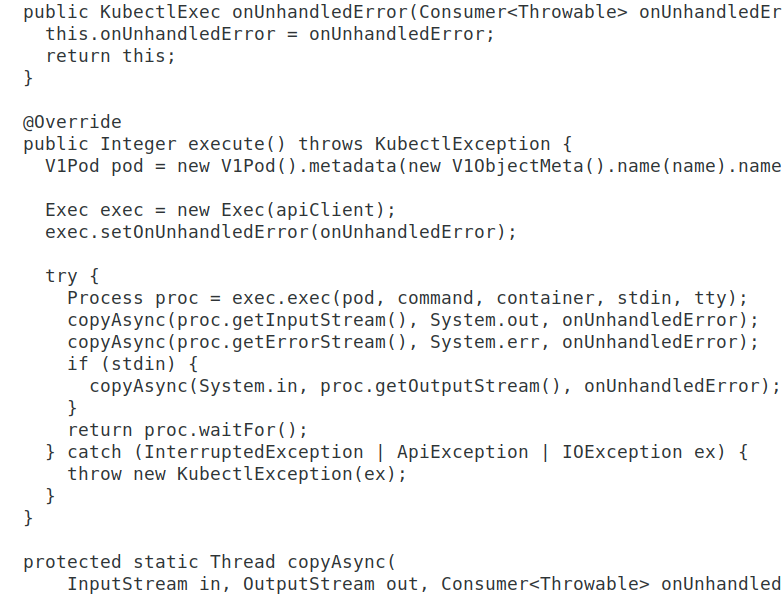 public KubectlExec onUnhandledError(Consumer<Throwable> onUnhandledEr
this.onUnhandledError = onUnhandledError;
return this;
}
@Override
public Integer execute() throws KubectlException {
V1Pod pod = new V1Pod().metadata(new V1ObjectMeta().name(name).name
Exec exec = new Exec(apiClient);
exec.setOnUnhandledError(onUnhandledError);
try {
Process proc = exec.exec(pod, command, container, stdin, tty);
copyAsync(proc.getInputStream(), System.out, onUnhandledError);
copyAsync(proc.getErrorStream(), System.err, onUnhandledError);
if (stdin) {
copyAsync(System.in, proc.getOutputStream(), onUnhandledError);
}
return proc.waitFor();
} catch (InterruptedException | ApiException | IOException ex) {
throw new KubectlException(ex);
}
}
protected static Thread copyAsync(
InputStream in, OutputStream out, Consumer<Throwable> onUnhandled